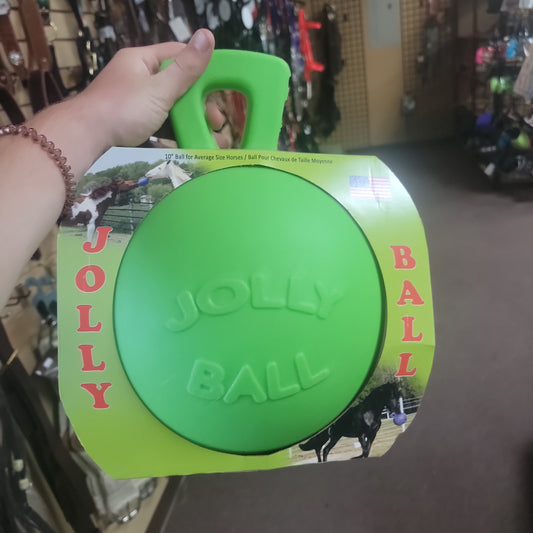 10" Ball for Average Size Horses / Ball Pour Chevaux de Taille Moyenne
JOLLY
BALL
JOLLY
BALL